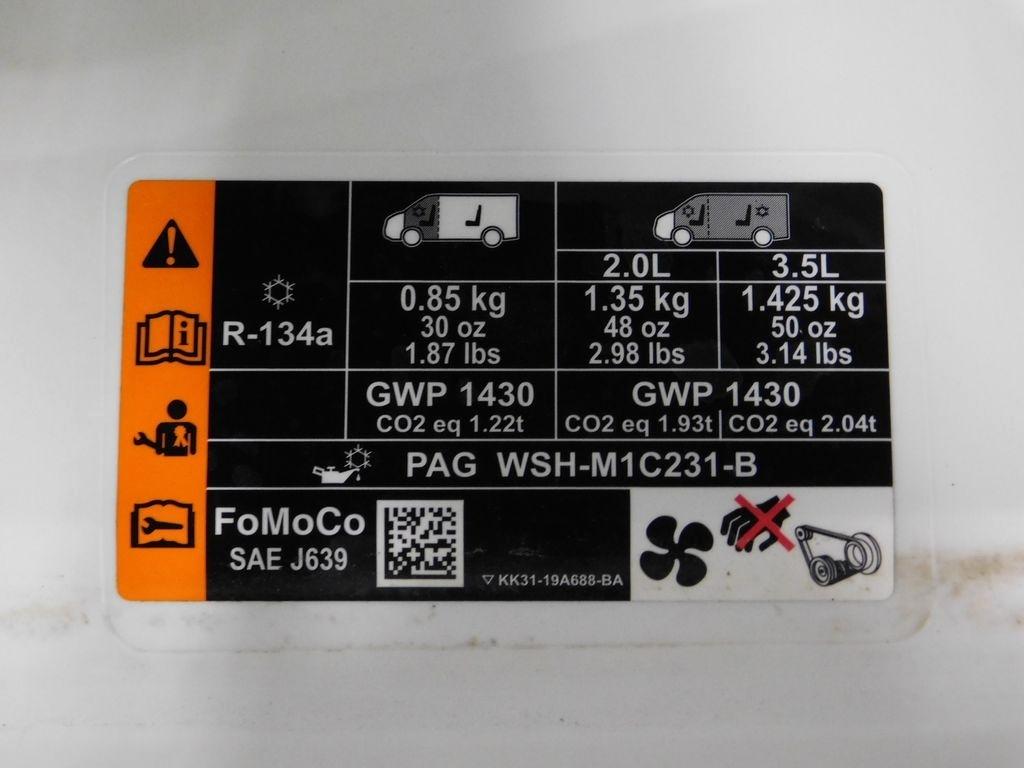 2.0L 3.5L
R-134a
0.85 kg 1.35 kg 1.425 kg
30 oz 48 oz 50 oz
1.87 lbs 2.98 lbs 3.14 lbs
GWP 1430 GWP 1430
CO2 eq 1.22t CO2 eq 1.93t CO2 eq 2.04t
PAG WSH-M1C231-B
FoMoCo
SAE J639
KK31-19A688-BA